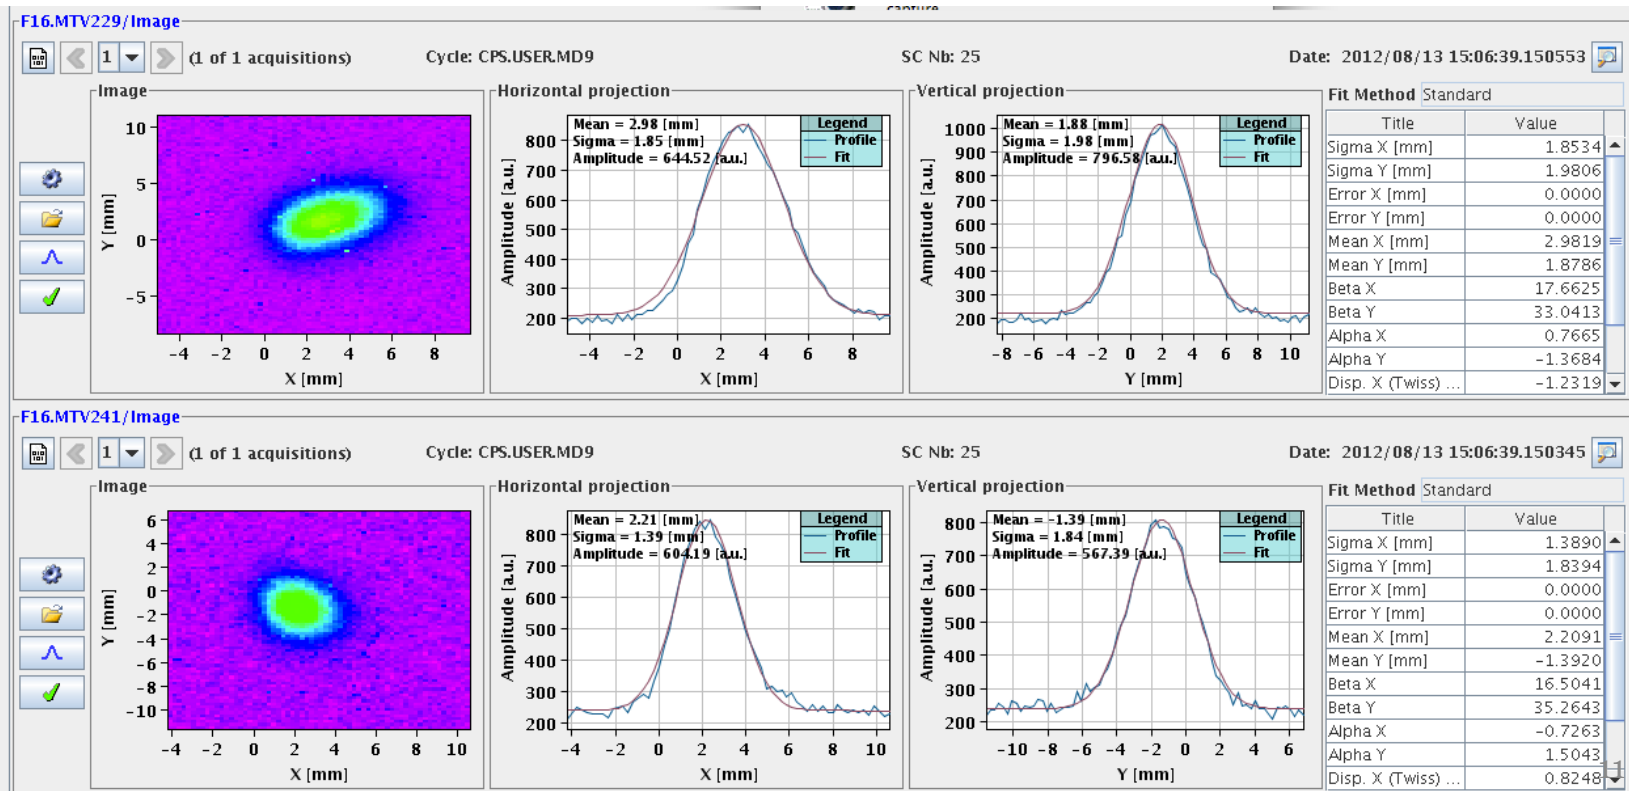 capture
F16.MTV229/Image
1 (1 of 1 acquisitions) Cycle: CPS.USER.MD9 SC Nb: 25 Date: 2012/08/13 15:06:39.150553
Image
10
5
0
-5
Y [mm]
-4 -2 0 2 4 6 8
X [mm]
Horizontal projection
Mean = 2.98 [mm]
Sigma = 1.85 [mm]
Amplitude = 644.52 [a.u.]
Legend
Profile
Fit
800
700
600
500
400
300
200
Amplitude [a.u.]
-4 -2 0 2 4 6 8
X [mm]
Vertical projection
Mean = 1.88 [mm]
Sigma = 1.98 [mm]
Amplitude = 796.58 [a.u.]
Legend
Profile
Fit
1000
900
800
700
600
500
400
300
200
Amplitude [a.u.]
-8 -6 -4 -2 0 2 4 6 8 10
Y [mm]
Fit Method Standard
Title Value
Sigma X [mm] 1.8534
Sigma Y [mm] 1.9806
Error X [mm] 0.0000
Error Y [mm] 0.0000
Mean X [mm] 2.9819
Mean Y [mm] 1.8786
Beta X 17.6625
Beta Y 33.0413
Alpha X 0.7665
Alpha Y -1.3684
Disp. X (Twiss) ... -1.2319
F16.MTV241/Image
1 (1 of 1 acquisitions) Cycle: CPS.USER.MD9 SC Nb: 25 Date: 2012/08/13 15:06:39.150345
Image
6
4
2
0
-2
-4
-6
-8
-10
Y [mm]
-4 -2 0 2 4 6 8 10
X [mm]
Horizontal projection
Mean = 2.21 [mm]
Sigma = 1.39 [mm]
Amplitude = 604.19 [a.u.]
Legend
Profile
Fit
800
700
600
500
400
300
200
Amplitude [a.u.]
-4 -2 0 2 4 6 8 10
X [mm]
Vertical projection
Mean = -1.39 [mm]
Sigma = 1.84 [mm]
Amplitude = 567.39 [a.u.]
Legend
Profile
Fit
800
700
600
500
400
300
200
Amplitude [a.u.]
-10 -8 -6 -4 -2 0 2 4 6
Y [mm]
Fit Method Standard
Title Value
Sigma X [mm] 1.3890
Sigma Y [mm] 1.8394
Error X [mm] 0.0000
Error Y [mm] 0.0000
Mean X [mm] 2.2091
Mean Y [mm] -1.3920
Beta X 16.5041
Beta Y 35.2643
Alpha X -0.7263
Alpha Y 1.5043
Disp. X (Twiss) ... 0.8248
11